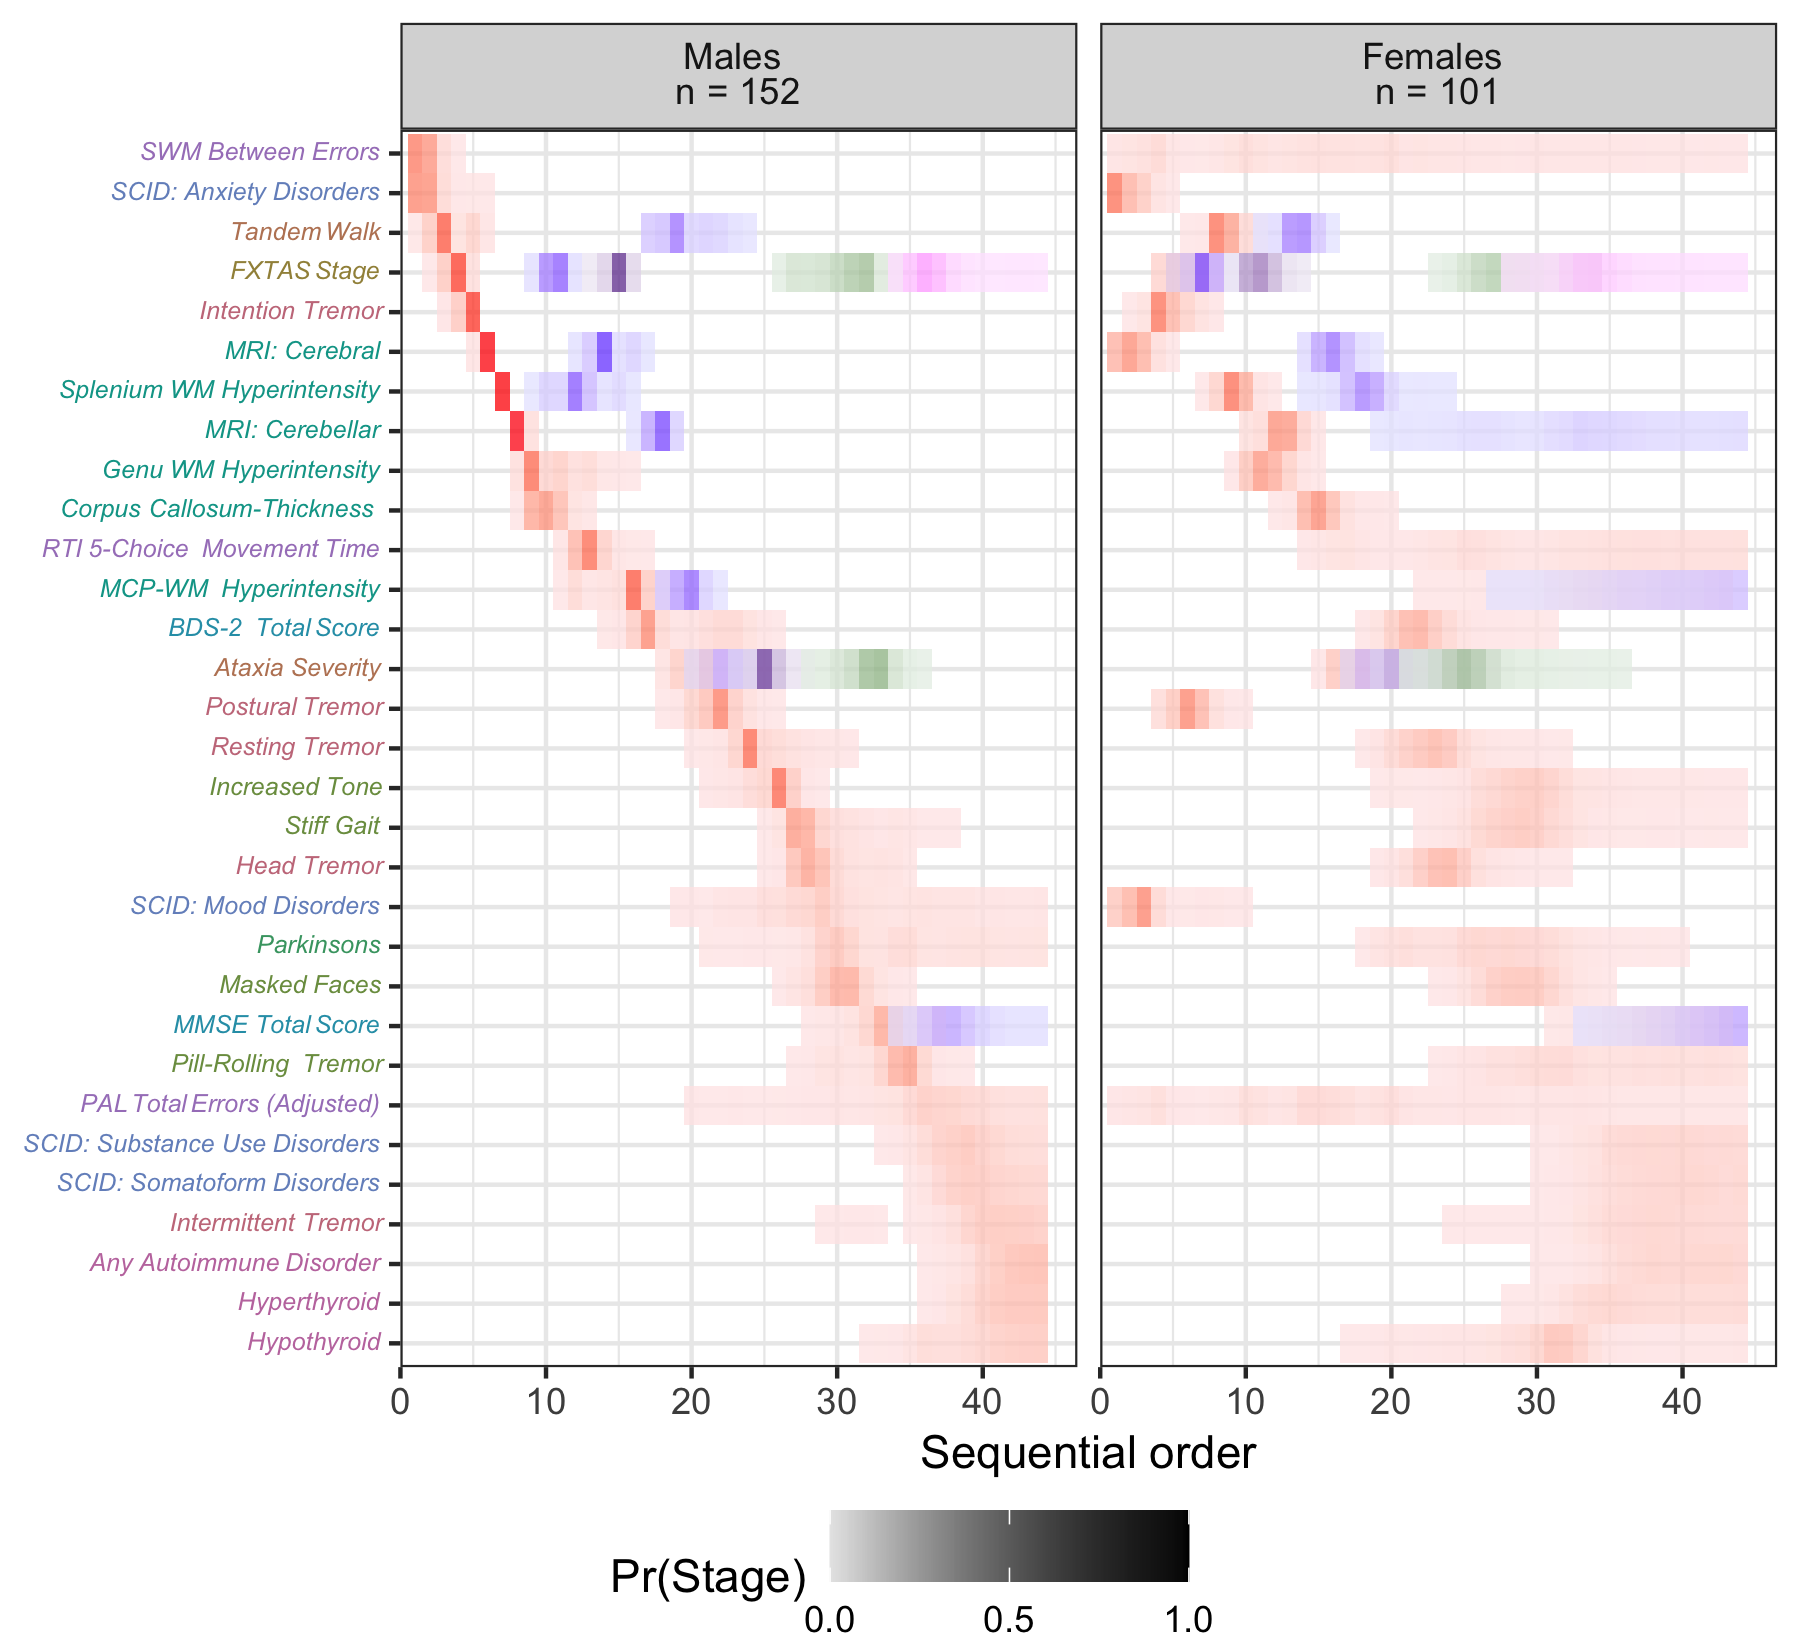 Males
n = 152
Females
n = 101
SWM Between Errors
SCID: Anxiety Disorders
Tandem Walk
FXTAS Stage
Intention Tremor
MRI: Cerebral
Splenium WM Hyperintensity
MRI: Cerebellar
Genu WM Hyperintensity
Corpus Callosum-Thickness
RTI 5-Choice Movement Time
MCP-WM Hyperintensity
BDS-2 Total Score
Ataxia Severity
Postural Tremor
Resting Tremor
Increased Tone
Stiff Gait
Head Tremor
SCID: Mood Disorders
Parkinsons
Masked Faces
MMSE Total Score
Pill-Rolling Tremor
PAL Total Errors (Adjusted)
SCID: Substance Use Disorders
SCID: Somatoform Disorders
Intermittent Tremor
Any Autoimmune Disorder
Hyperthyroid
Hypothyroid
0 10 20 30 40
0 10 20 30 40
Sequential order
Pr(Stage)
0.0 0.5 1.0